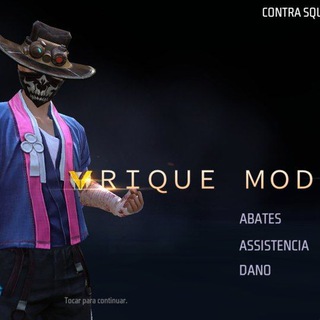 CONTRA SQU
RIQUE MOD
ABATES
ASSISTENCIA
DANO
Tocar para continuar.